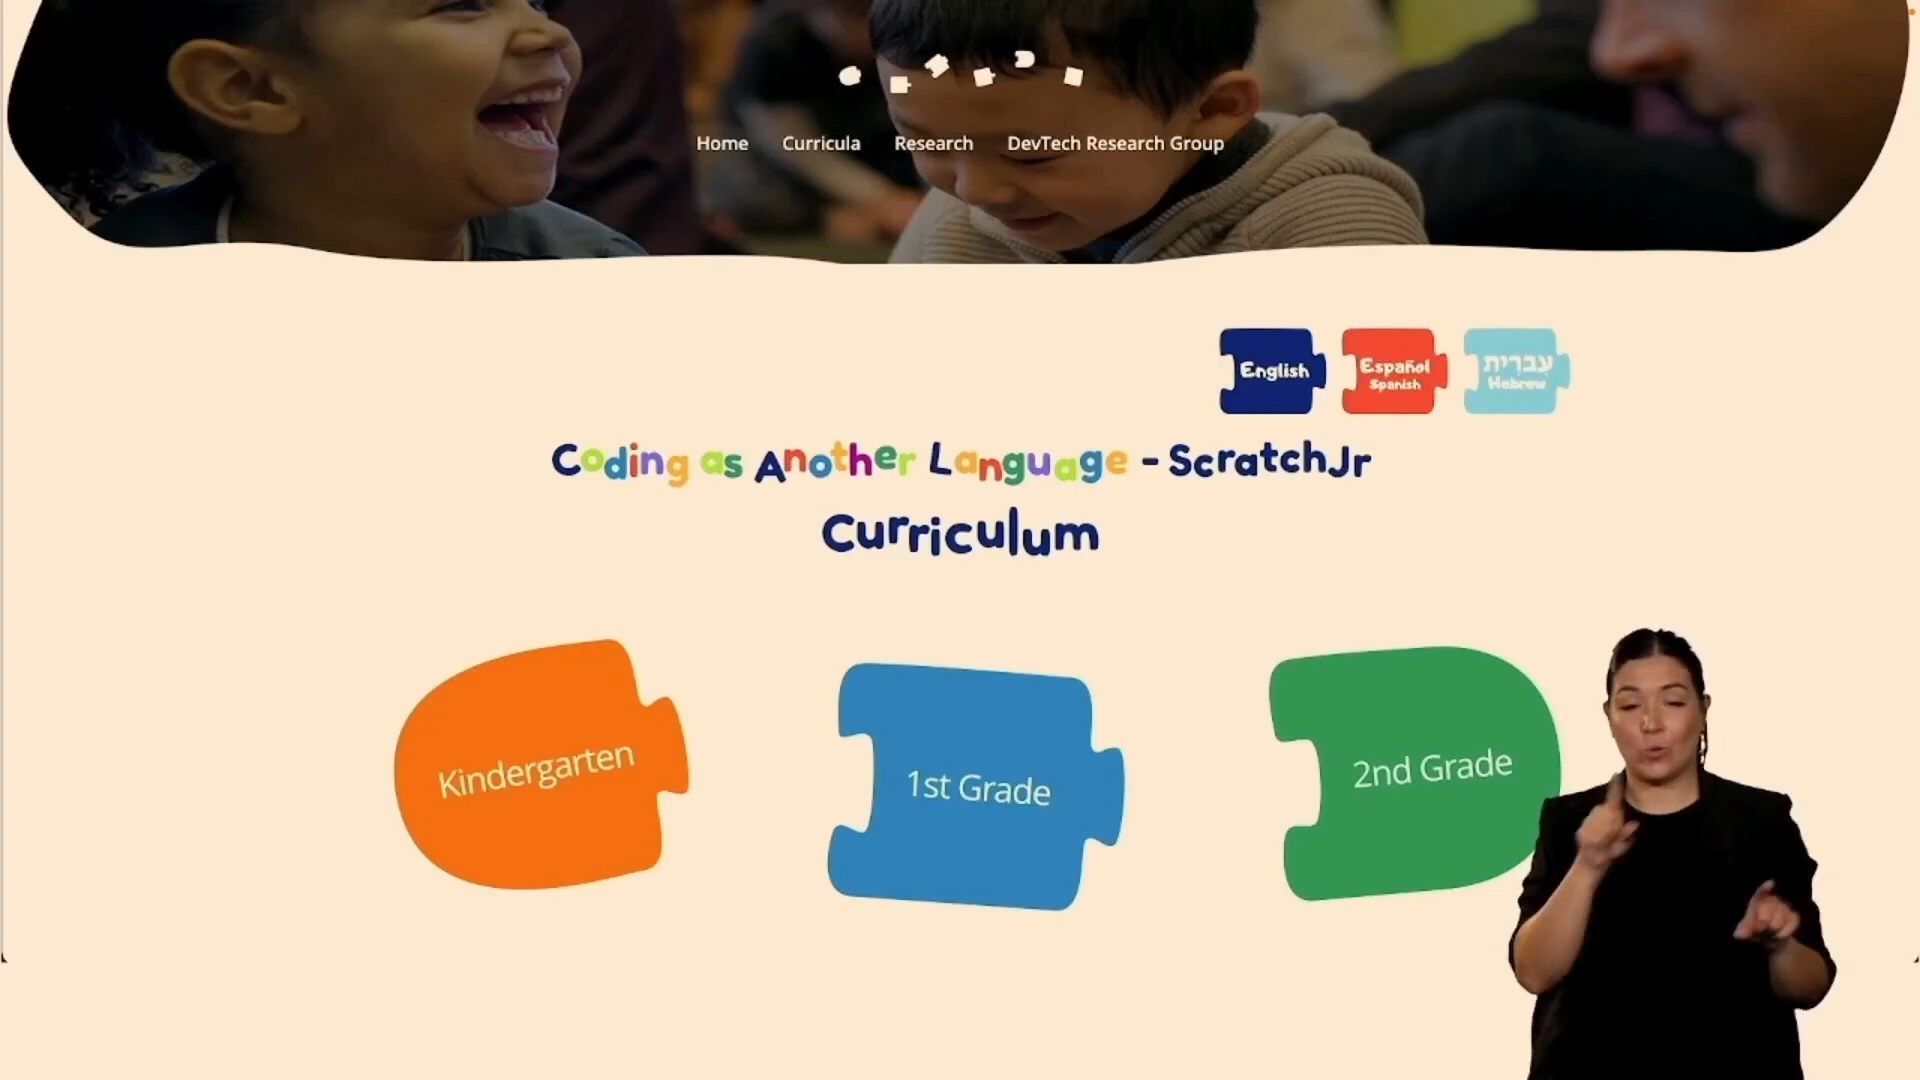 Home Curricula Research DevTech Research Group
English Español עברית
Spanish Hebrew
Coding as Another Language - ScratchJr
Curriculum
Kindergarten 1st Grade 2nd Grade